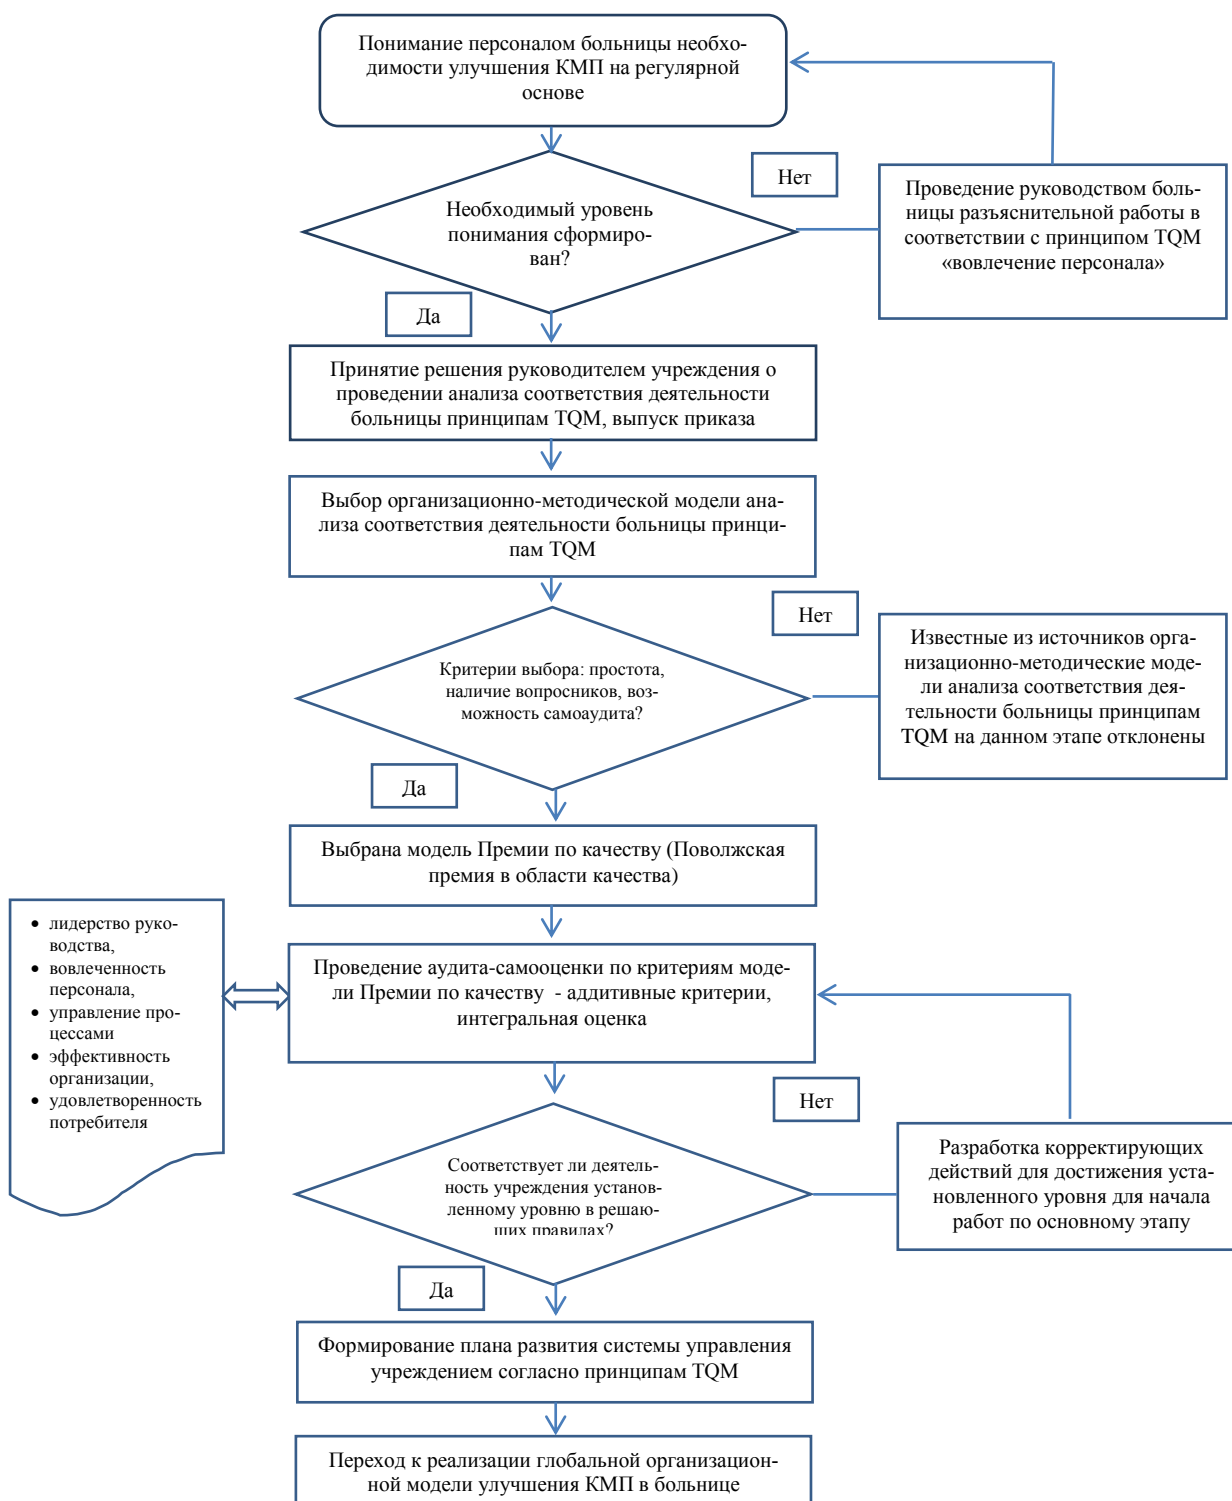 Понимание персоналом больницы необхо-
димости улучшения КМП на регулярной
основе
Нет
Проведение руководством боль-
ницы разъяснительной работы в
соответствии с принципом TQM
«вовлечение персонала»
Необходимый уровень
понимания сформиро-
ван?
Да
Принятие решения руководителем учреждения о
проведении анализа соответствия деятельности
больницы принципам TQM, выпуск приказа
Выбор организационно-методической модели ана-
лиза соответствия деятельности больницы принци-
пам TQM
Нет
Известные из источников орга-
низационно-методические моде-
ли анализа соответствия дея-
тельности больницы принципам
TQM на данном этапе отклонены
Критерии выбора: простота,
наличие вопросников, воз-
можность самоаудита?
Да
Выбрана модель Премии по качеству (Поволжская
премия в области качества)
• лидерство руко-
водства,
• вовлеченность
персонала,
• управление про-
цессами
• эффективность
организации,
• удовлетворенность
потребителя
Проведение аудита-самооценки по критериям моде-
ли Премии по качеству - аддитивные критерии,
интегральная оценка
Нет
Разработка корректирующих
действий для достижения уста-
новленного уровня для начала
работ по основному этапу
Соответствует ли деятель-
ность учреждения установ-
ленному уровню в решаю-
щих правилах?
Да
Формирование плана развития системы управления
учреждением согласно принципам TQM
Переход к реализации глобальной организацион-
ной модели улучшения КМП в больнице